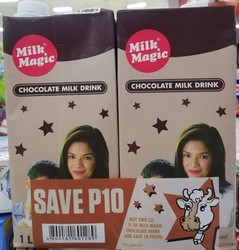 Milk
Magic
CHOCOLATE MILK DRINK
Milk
Magic
CHOCOLATE MILK DRINK
1L
SAVE P10
BUY TWO (2)
1L OF MILK MAGIC
CHOCOLATE DRINK
AND SAVE 10 PESOS